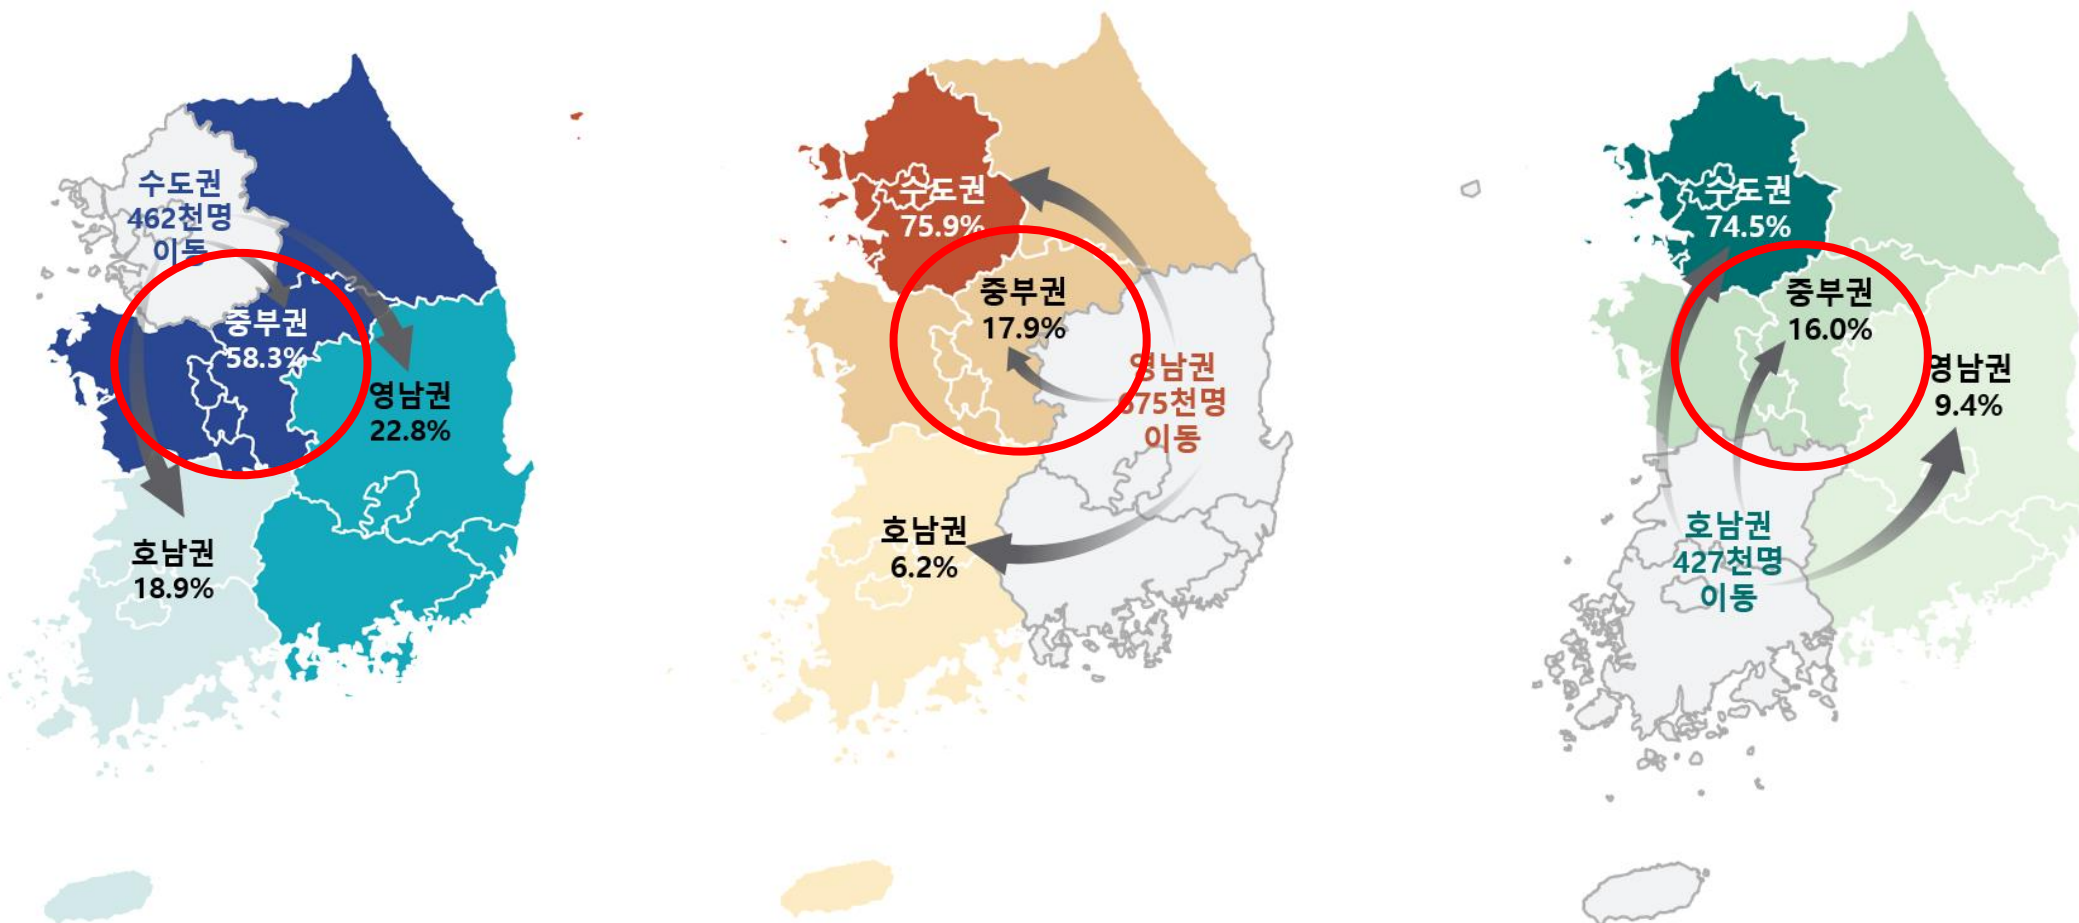 수도권
462천명
이동
중부권
58.3%
영남권
22.8%
호남권
18.9%
수도권
75.9%
중부권
17.9%
영남권
675천명
이동
호남권
6.2%
수도권
74.5%
중부권
16.0%
영남권
9.4%
호남권
427천명
이동